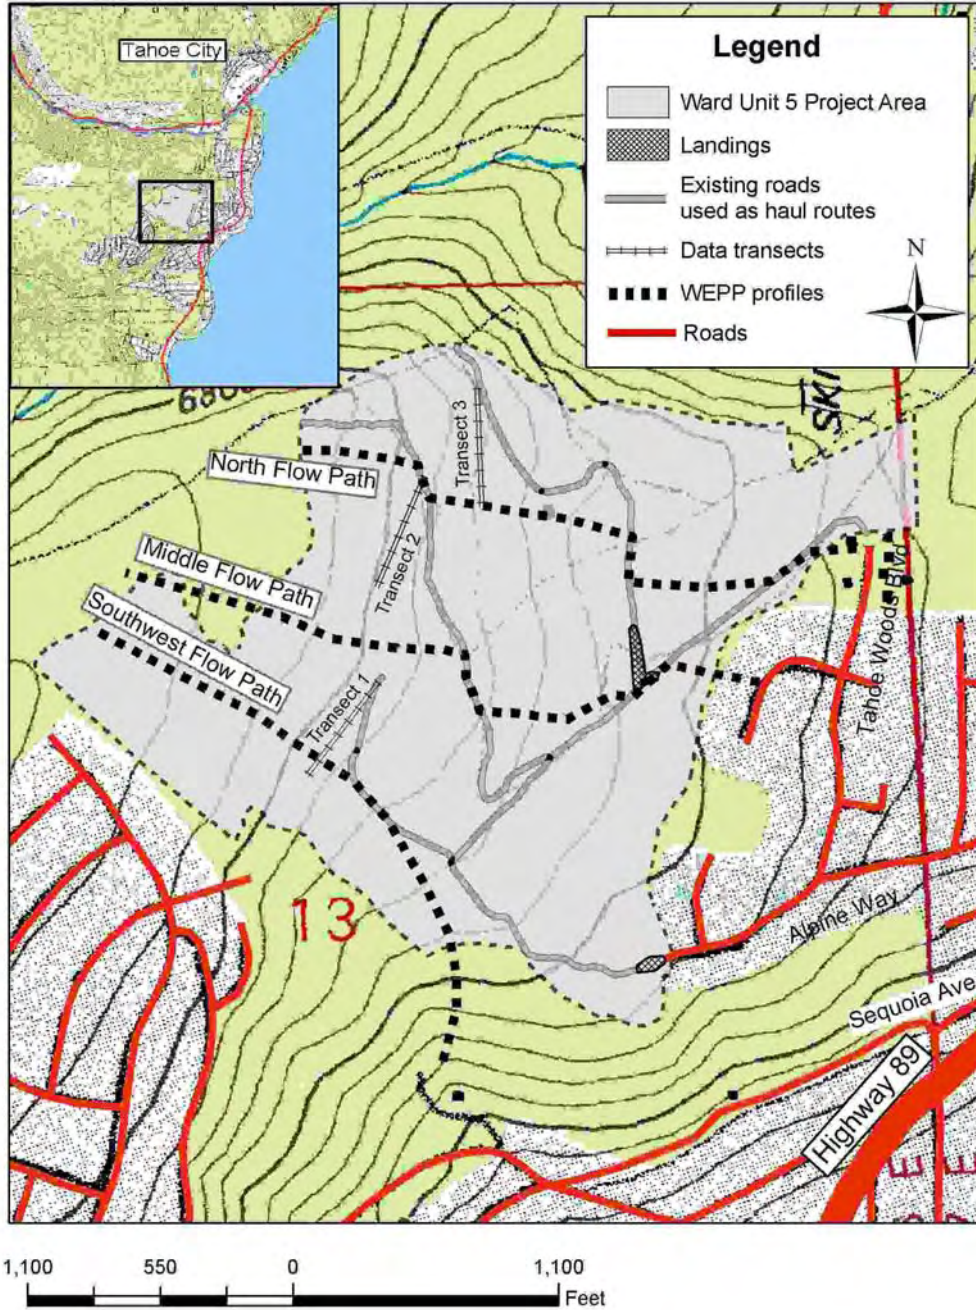 Tahoe City
Legend
Ward Unit 5 Project Area
Landings
Existing roads
used as haul routes
Data transects
WEPP profiles
Roads
N
SKI
Transect 3
North Flow Path
Transect 2
Middle Flow Path
Southwest Flow Path
Transect 1
Tahoe Woods Blvd
13
Alpine Way
Sequoia Ave
Highway 89
E
E
1,100 550 0 1,100
Feet